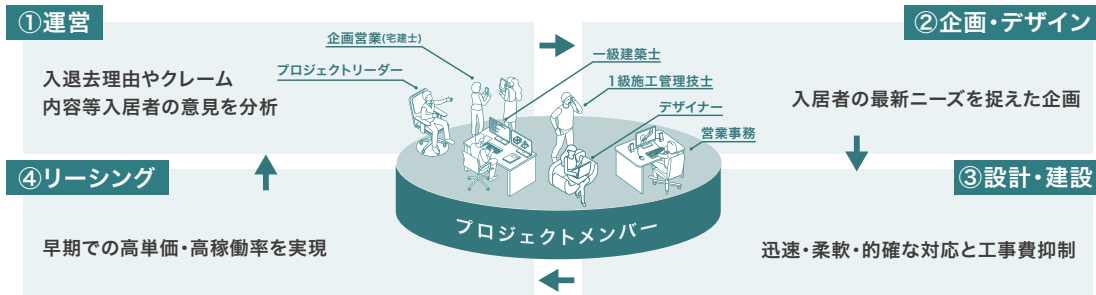 ①運営
入退去理由やクレーム
内容等入居者の意見を分析
②企画・デザイン
入居者の最新ニーズを捉えた企画
③設計・建設
迅速・柔軟・的確な対応と工事費抑制
④リーシング
早期での高単価・高稼働率を実現
企画営業(宅建士)
プロジェクトリーダー
一級建築士
1級施工管理技士
デザイナー
営業事務
プロジェクトメンバー